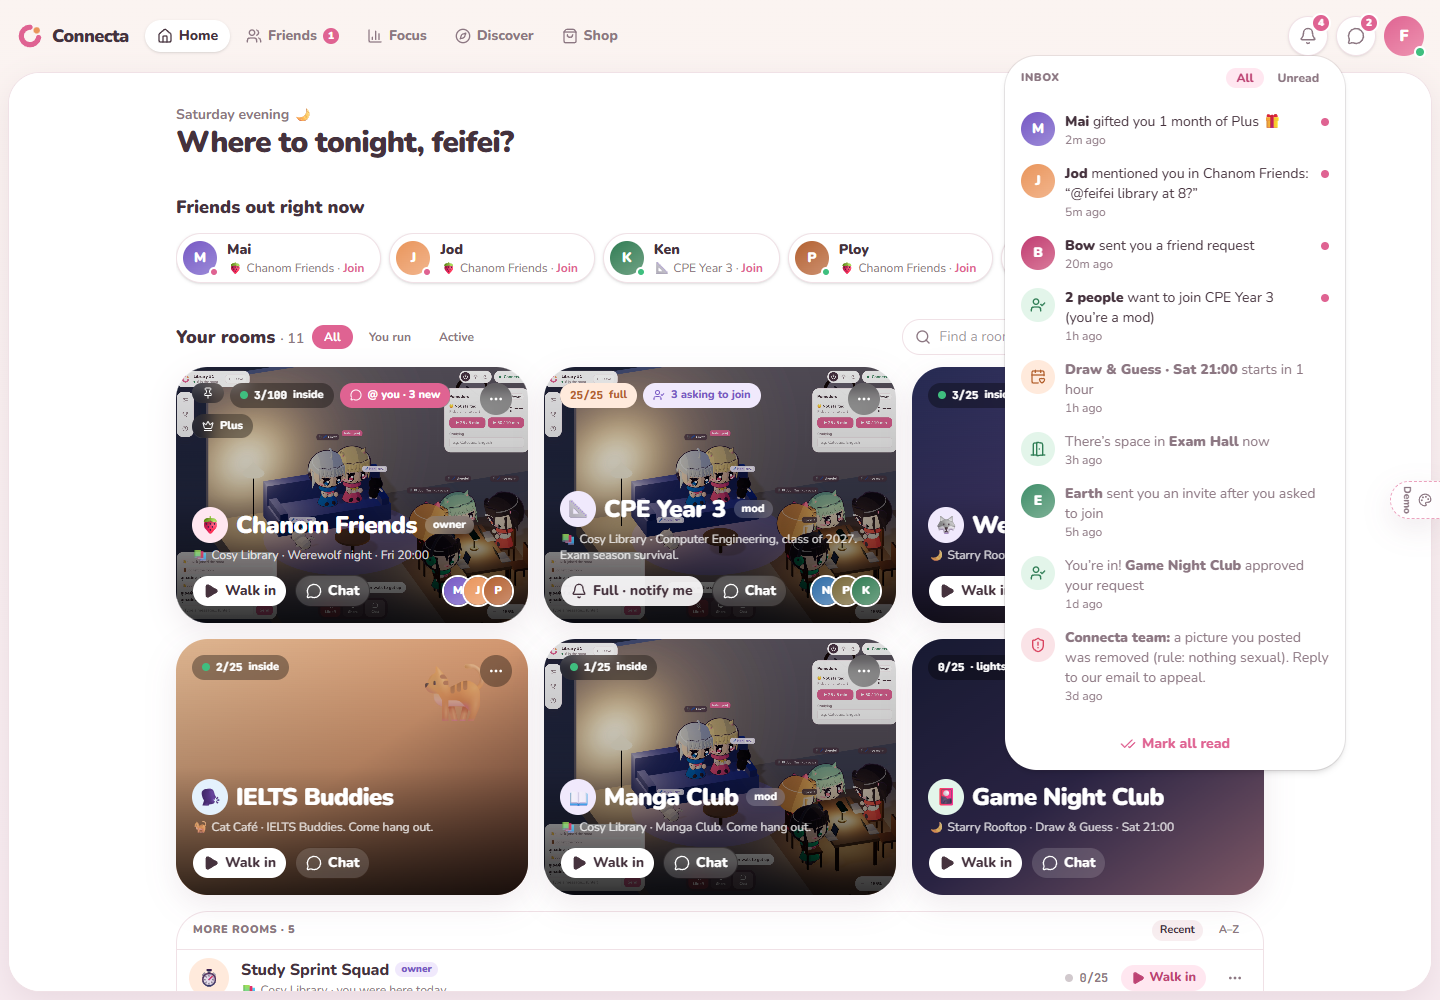 Connecta
Home
Friends 1
Focus
Discover
Shop
4
2
F
Saturday evening 🌙
Where to tonight, feifei?
Friends out right now
M
Mai
🍓 Chanom Friends · Join
J
Jod
🍓 Chanom Friends · Join
K
Ken
📐 CPE Year 3 · Join
P
Ploy
🍓 Chanom Friends · Join
Your rooms · 11
All
You run
Active
Find a room
3/100 inside
@ you · 3 new
Plus
Chanom Friends owner
📚 Cosy Library · Werewolf night · Fri 20:00
Walk in
Chat
M J P
25/25 full
3 asking to join
CPE Year 3 mod
📚 Cosy Library · Computer Engineering, class of 2027.
Exam season survival.
Full · notify me
Chat
N P K
3/25
🌙 Starry
Walk
2/25 inside
IELTS Buddies
🐈 Cat Café · IELTS Buddies. Come hang out.
Walk in
Chat
1/25 inside
Manga Club mod
📚 Cosy Library · Manga Club. Come hang out.
Walk in
Chat
0/25 · lights
Game Night Club
🌙 Starry Rooftop · Draw & Guess · Sat 21:00
Walk in
Chat
MORE ROOMS · 5
Recent
A–Z
Study Sprint Squad owner
📚 Cosy Library · you were here today
0/25
Walk in
INBOX
All
Unread
M
Mai gifted you 1 month of Plus 🎁
2m ago
J
Jod mentioned you in Chanom Friends:
“@feifei library at 8?”
5m ago
B
Bow sent you a friend request
20m ago
2 people want to join CPE Year 3
(you’re a mod)
1h ago
Draw & Guess · Sat 21:00 starts in 1
hour
1h ago
There’s space in Exam Hall now
3h ago
E
Earth sent you an invite after you asked
to join
5h ago
You’re in! Game Night Club approved
your request
1d ago
Connecta team: a picture you posted
was removed (rule: nothing sexual). Reply
to our email to appeal.
3d ago
Mark all read
Demo